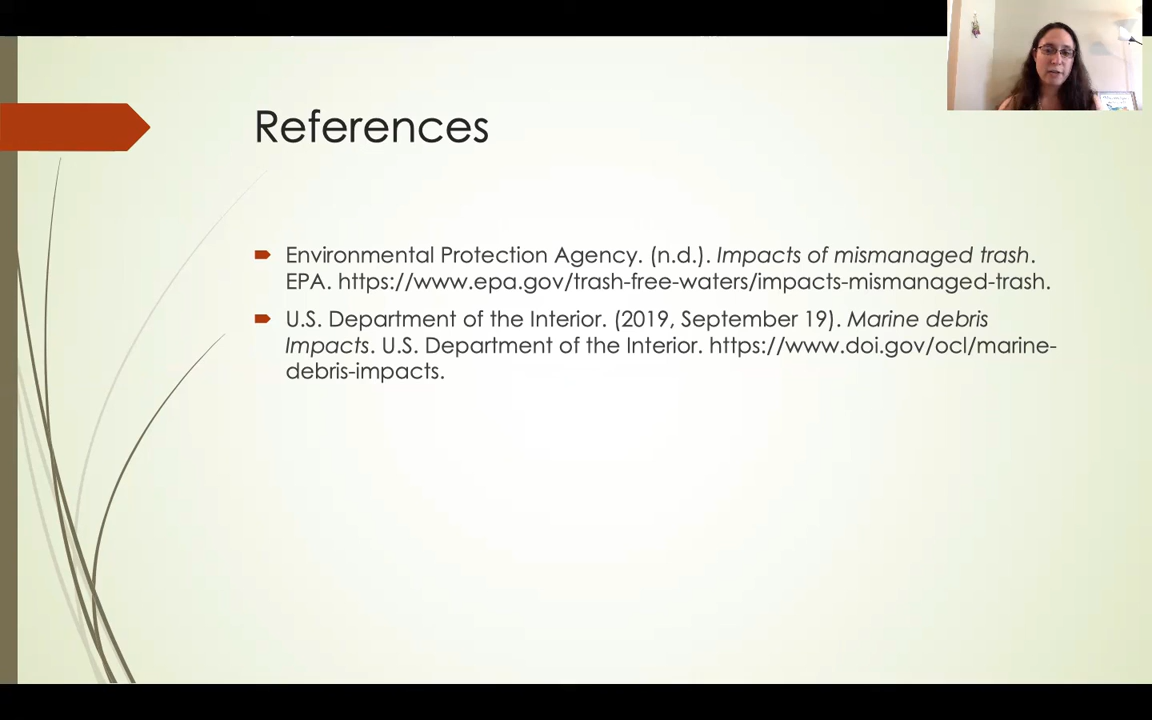 References
Environmental Protection Agency. (n.d.). Impacts of mismanaged trash.
EPA. https://www.epa.gov/trash-free-waters/impacts-mismanaged-trash.
U.S. Department of the Interior. (2019, September 19). Marine debris
Impacts. U.S. Department of the Interior. https://www.doi.gov/ocl/marine-
debris-impacts.